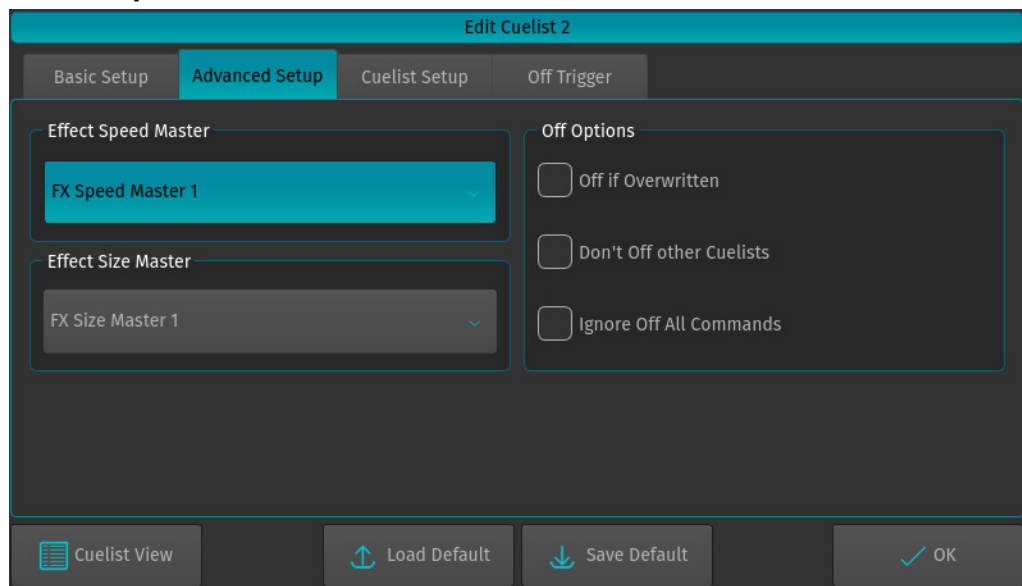 Edit Cuelist 2
Basic Setup
Advanced Setup
Cuelist Setup
Off Trigger
Effect Speed Master
FX Speed Master 1
Effect Size Master
FX Size Master 1
Off Options
Off if Overwritten
Don't Off other Cuelists
Ignore Off All Commands
Cuelist View
Load Default
Save Default
OK